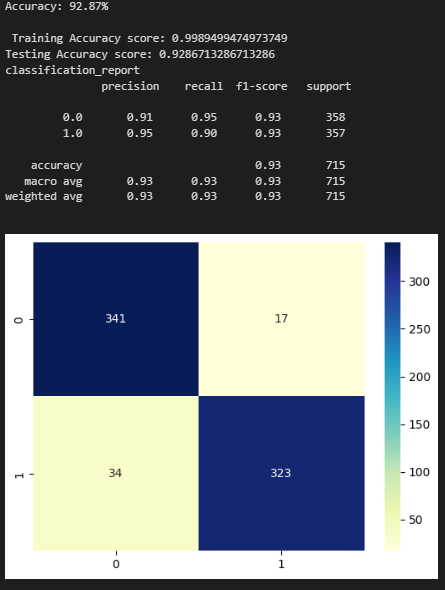 Accuracy: 92.87%
Training Accuracy score: 0.9989499474973749
Testing Accuracy score: 0.9286713286713286
classification_report
precision recall f1-score support
0.0 0.91 0.95 0.93 358
1.0 0.95 0.90 0.93 357
accuracy 0.93 715
macro avg 0.93 0.93 0.93 715
weighted avg 0.93 0.93 0.93 715
300
0 341 17
250
200
150
1 34 323
100
50
0 1